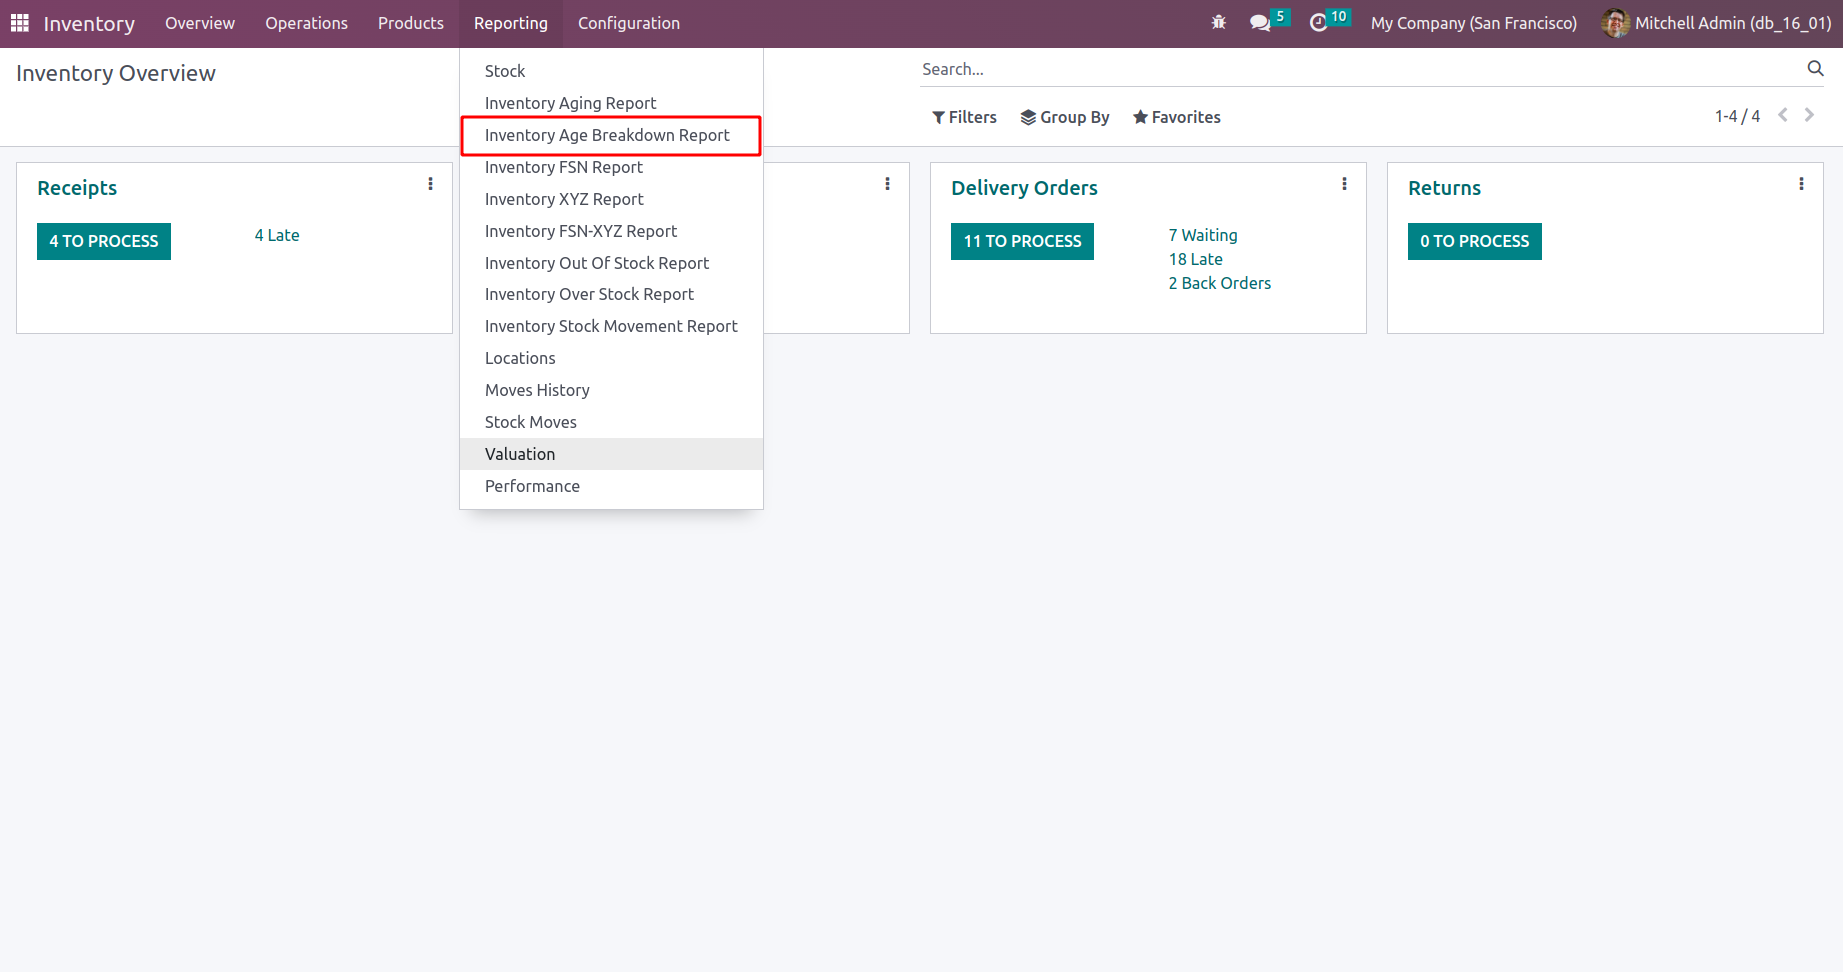 Inventory Overview Operations Products Reporting Configuration 5 10 My Company (San Francisco) Mitchell Admin (db_16_01)
Inventory Overview
Search...
Filters Group By Favorites 1-4 / 4
Stock
Inventory Aging Report
Inventory Age Breakdown Report
Inventory FSN Report
Inventory XYZ Report
Inventory FSN-XYZ Report
Inventory Out Of Stock Report
Inventory Over Stock Report
Inventory Stock Movement Report
Locations
Moves History
Stock Moves
Valuation
Performance
Receipts
4 TO PROCESS
4 Late
Delivery Orders
11 TO PROCESS
7 Waiting
18 Late
2 Back Orders
Returns
0 TO PROCESS